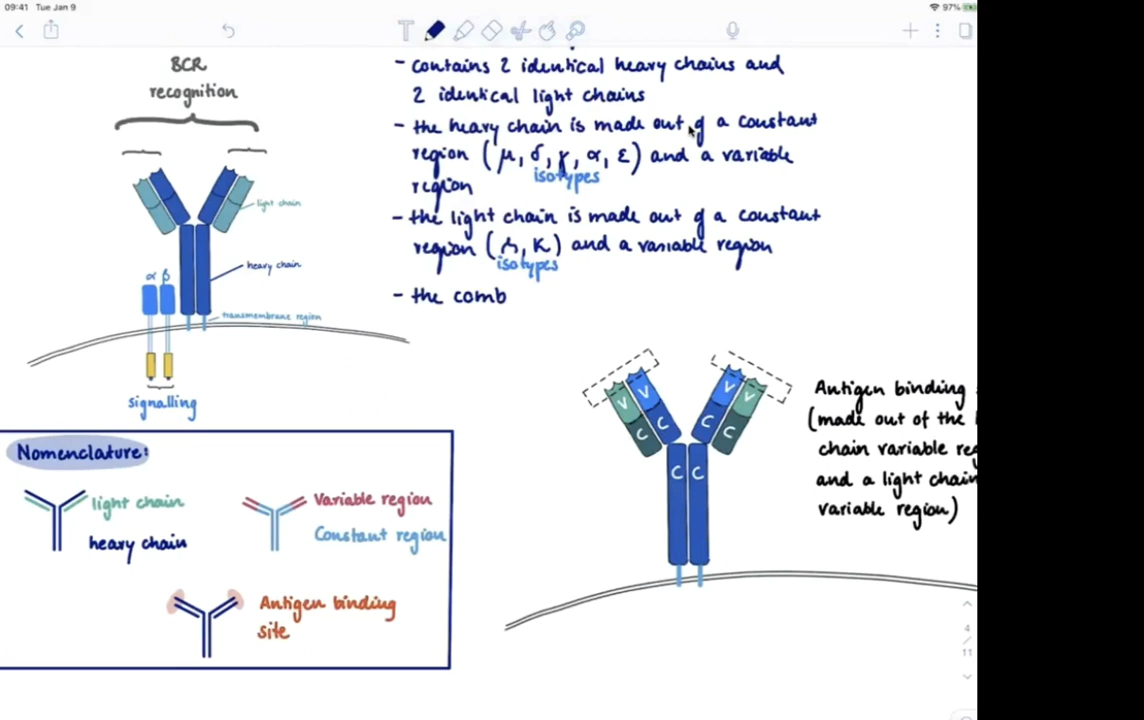 09:41 Tue Jan 9
97%
BCR
recognition
light chain
heavy chain
α β
transmembrane region
signalling
- contains 2 identical heavy chains and
2 identical light chains
- the heavy chain is made out of a constant
region (μ, δ, γ, α, ε) and a variable
isotypes
region
- the light chain is made out of a constant
region (λ, κ) and a variable region
isotypes
- the comb
Nomenclature:
light chain
heavy chain
Variable region
Constant region
Antigen binding
site
V V V V
C C C C
C C
Antigen binding
(made out of the
chain variable
and a light chain
variable region)
4
/
11